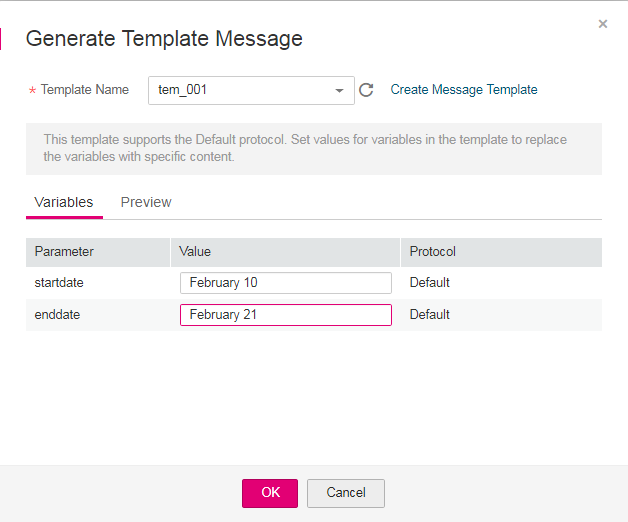 ×
Generate Template Message
* Template Name tem_001 Create Message Template
This template supports the Default protocol. Set values for variables in the template to replace
the variables with specific content.
Variables Preview
Parameter Value Protocol
startdate February 10 Default
enddate February 21 Default
OK Cancel